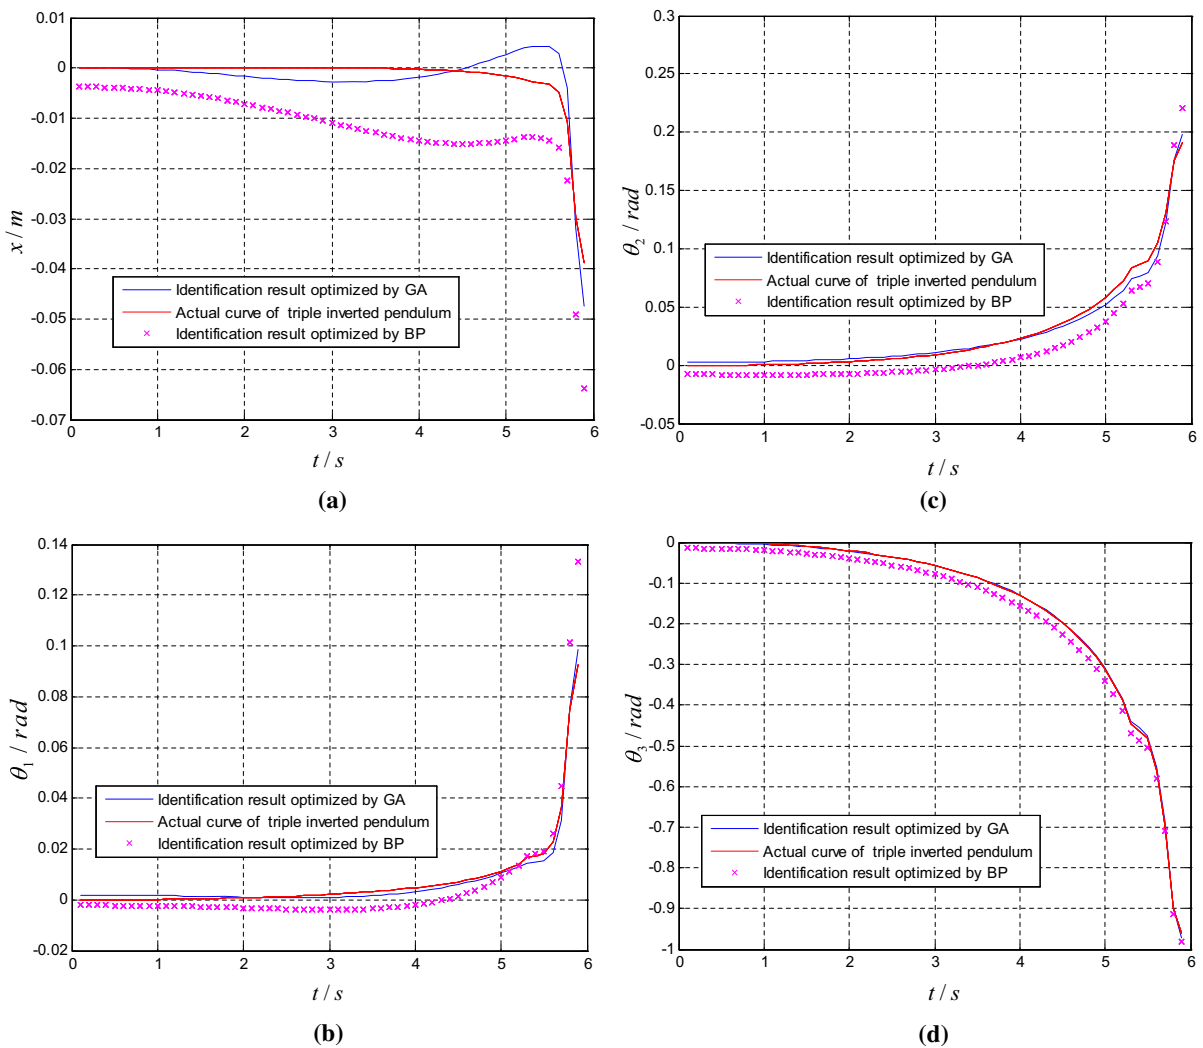 0.01
0
-0.01
-0.02
-0.03
-0.04
-0.05
-0.06
-0.07
x / m
Identification result optimized by GA
Actual curve of triple inverted pendulum
Identification result optimized by BP
0 1 2 3 4 5 6
t / s
(a)
0.3
0.25
0.2
0.15
0.1
0.05
0
-0.05
θ2 / rad
Identification result optimized by GA
Actual curve of triple inverted pendulum
Identification result optimized by BP
0 1 2 3 4 5 6
t / s
(c)
0.14
0.12
0.1
0.08
0.06
0.04
0.02
0
-0.02
θ1 / rad
Identification result optimized by GA
Actual curve of triple inverted pendulum
Identification result optimized by BP
0 1 2 3 4 5 6
t / s
(b)
0
-0.1
-0.2
-0.3
-0.4
-0.5
-0.6
-0.7
-0.8
-0.9
-1
θ3 / rad
Identification result optimized by GA
Actual curve of triple inverted pendulum
Identification result optimized by BP
0 1 2 3 4 5 6
t / s
(d)